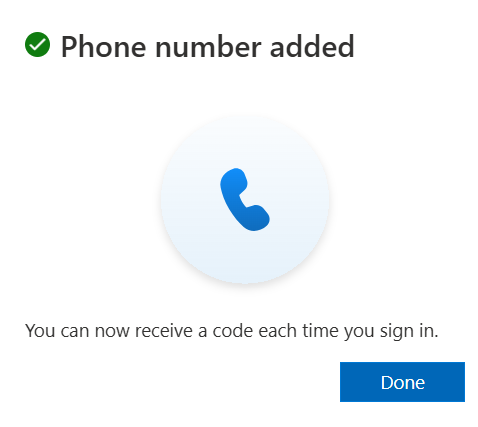 Phone number added
You can now receive a code each time you sign in.
Done